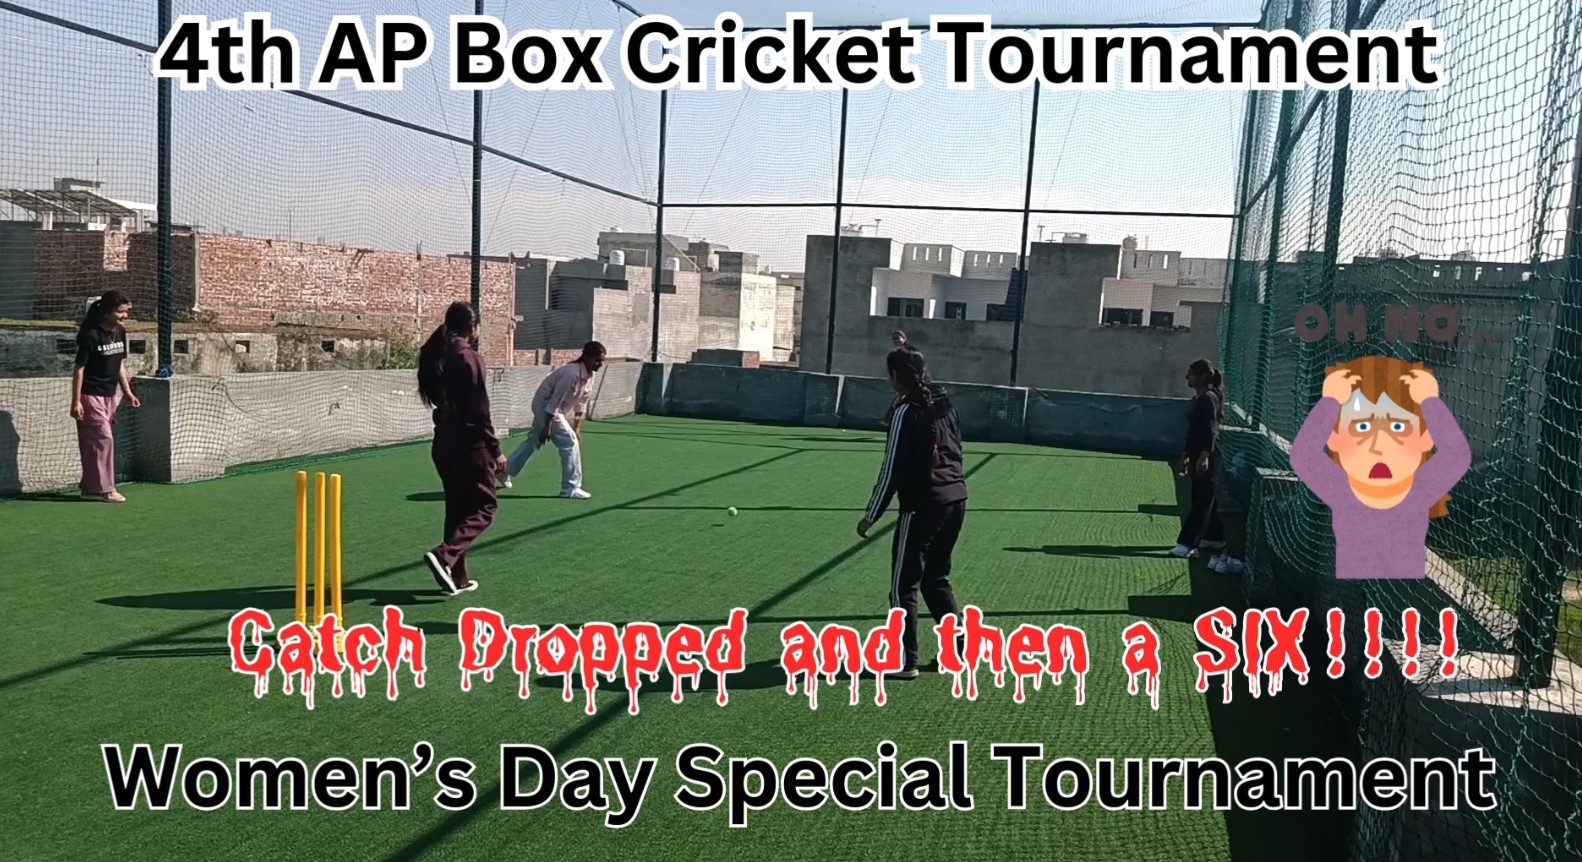 4th AP Box Cricket Tournament
OH NO...
Catch Dropped and then a SIX!!!!
Women's Day Special Tournament